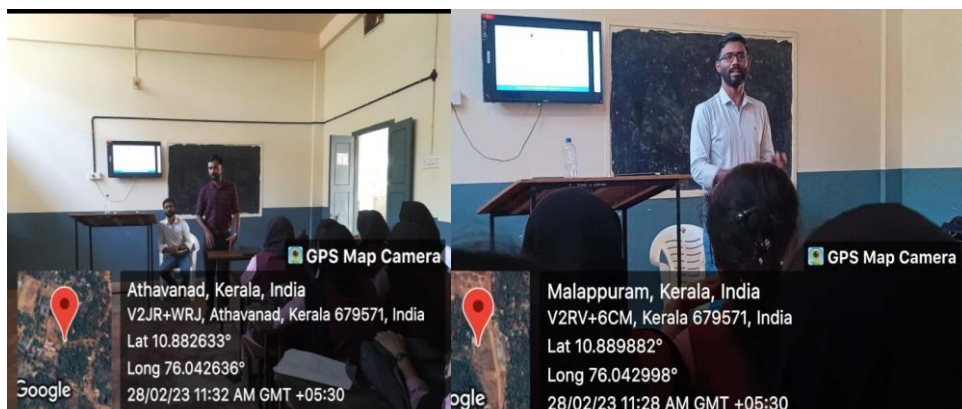 GPS Map Camera
Athavanad, Kerala, India
V2JR+WRJ, Athavanad, Kerala 679571, India
Lat 10.882633°
Long 76.042636°
28/02/23 11:32 AM GMT +05:30
Google
GPS Map Camera
Malappuram, Kerala, India
V2RV+6CM, Kerala 679571, India
Lat 10.889882°
Long 76.042998°
28/02/23 11:28 AM GMT +05:30
ogle